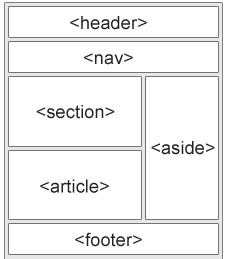 <header>
<nav>
<section>
<aside>
<article>
<footer>